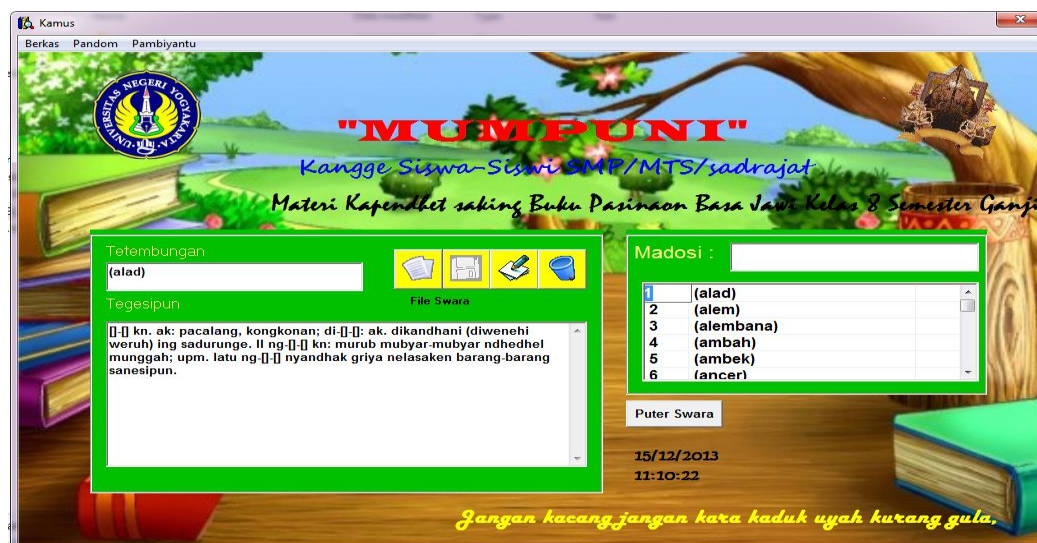 Kamus
Berkas Pandom Pambiyantu
UNIVERSITAS NEGERI YOGYAKARTA
"MUMPUNI"
Kangge Siswa-Siswi SMP/MTS/sadrajat
Materi Kapendhet saking Buku Pasinaon Basa Jawi Kelas 8 Semester Ganji
Tetembungan
(alad)
File Swara
Tegesipun
[]-[] kn. ak: pacalang, kongkonan; di-[]-[]: ak. dikandhani (diwenehi
weruh) ing sadurunge. II ng-[]-[] kn: murub mubyar-mubyar ndhedhel
munggah; upm. latu ng-[]-[] nyandhak griya nelasaken barang-barang
sanesipun.
Madosi :
1 (alad)
2 (alem)
3 (alembana)
4 (ambah)
5 (ambek)
6 (ancer)
Puter Swara
15/12/2013
11:10:22
Jangan kacang jangan kara kaduk uyah kurang gula,